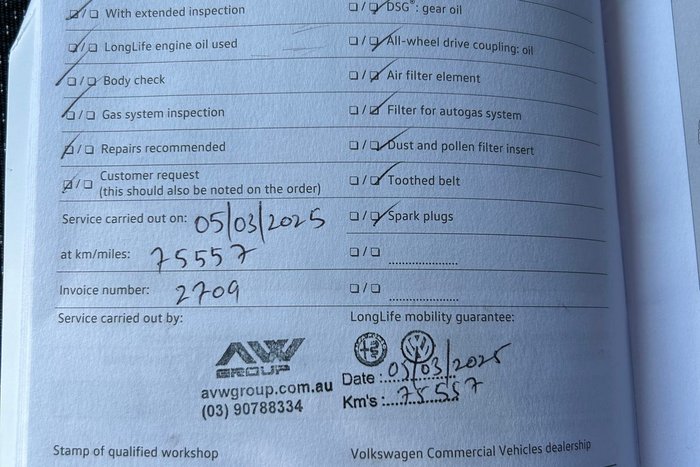 With extended inspection
LongLife engine oil used
Body check
Gas system inspection
Repairs recommended
Customer request
(this should also be noted on the order)
Service carried out on: 05/03/2025
at km/miles: 75557
Invoice number: 2709
Service carried out by:
AVW
GROUP
avwgroup.com.au
(03) 90788334
Stamp of qualified workshop
DSG®: gear oil
All-wheel drive coupling: oil
Air filter element
Filter for autogas system
Dust and pollen filter insert
Toothed belt
Spark plugs
LongLife mobility guarantee:
Date: 05/03/2025
Km's: 75557
Volkswagen Commercial Vehicles dealership